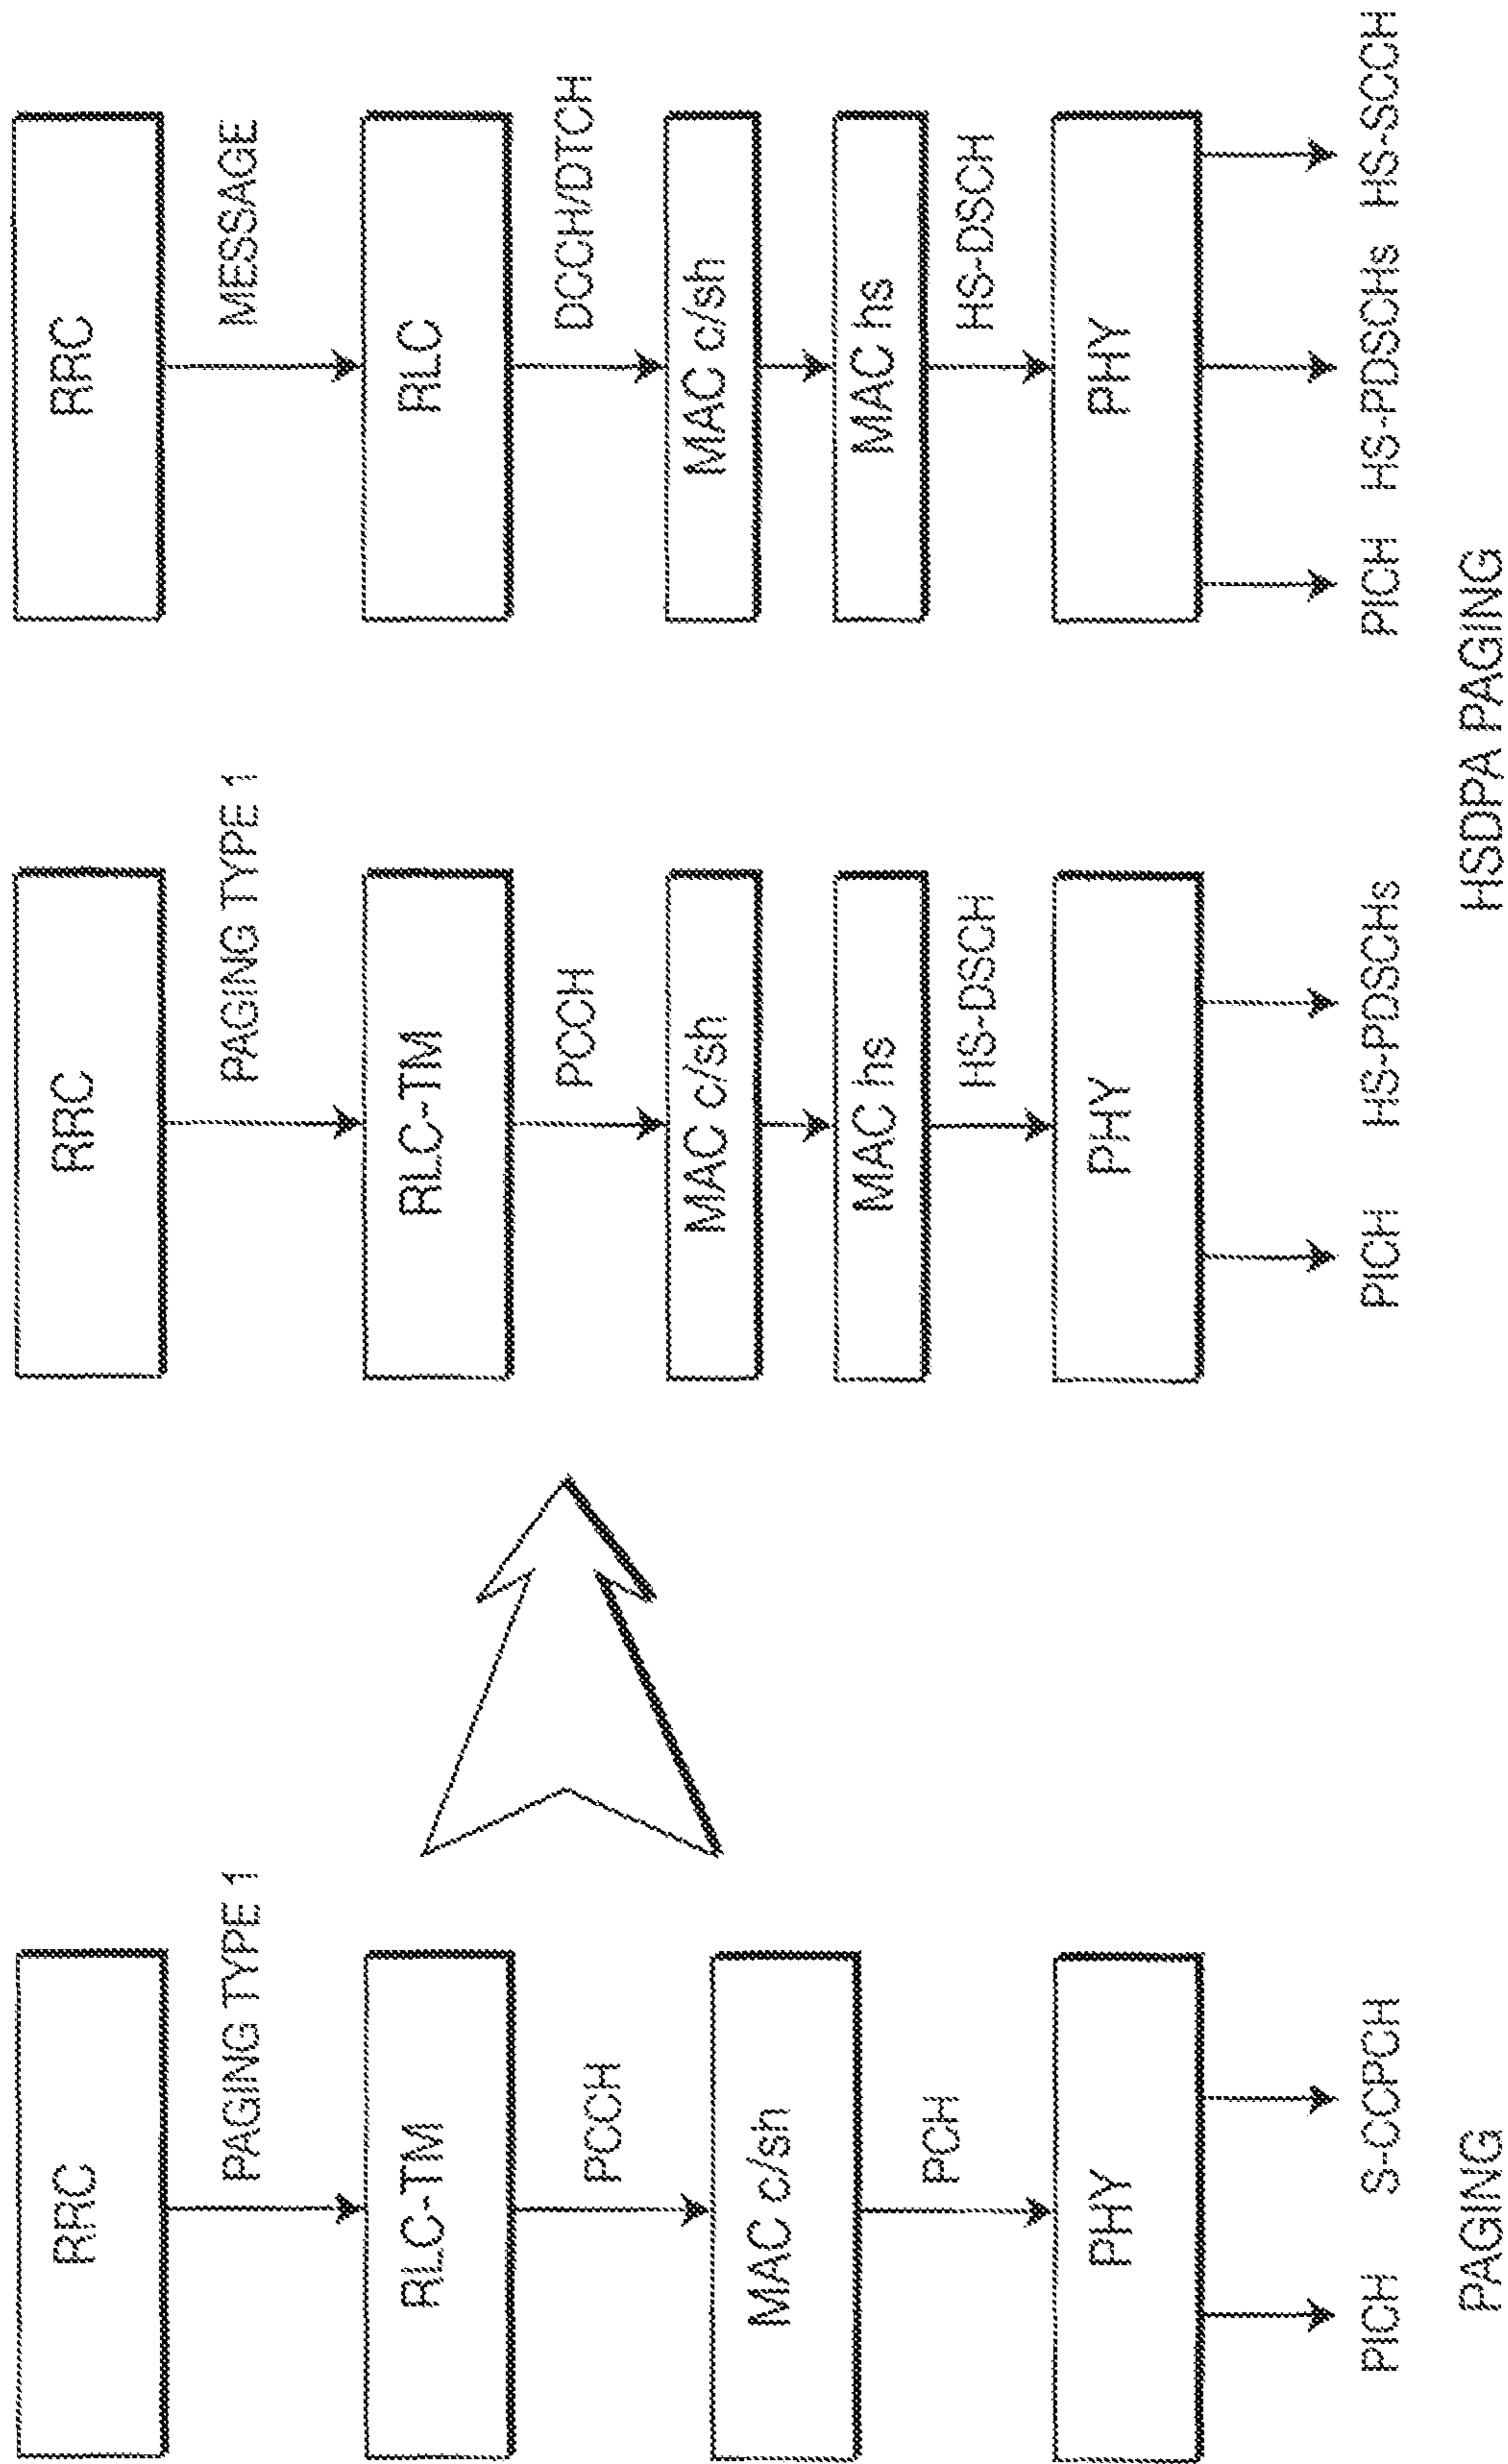 RRC
PAGING TYPE 1
RLC-TM
PCCH
MAC c/sh
PCH
PHY
PICH
S-CCPCH
PAGING
RRC
PAGING TYPE 1
RLC-TM
PCCH
MAC c/sh
MAC hs
HS-DSCH
PHY
PICH
HS-PDSCHs
RRC
MESSAGE
RLC
DCCH/DTCH
MAC c/sh
MAC hs
HS-DSCH
PHY
PICH
HS-PDSCHs
HS-SCCH
HSDPA PAGING